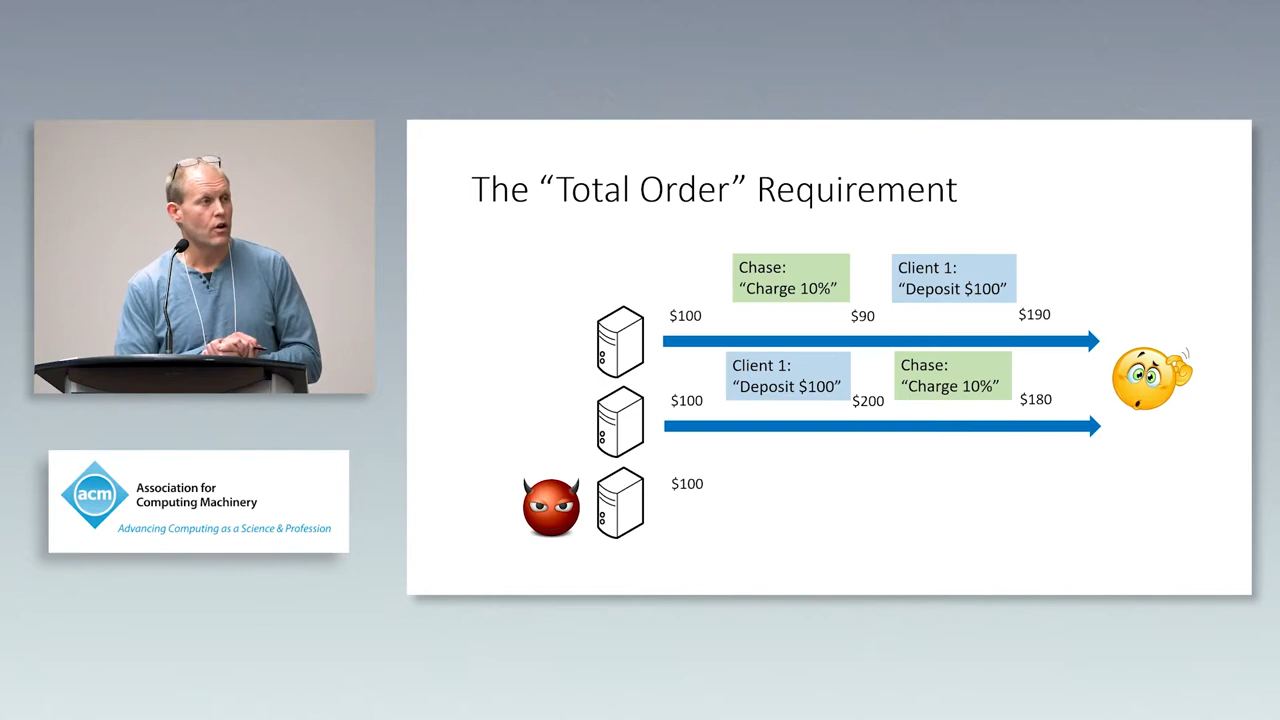 The “Total Order” Requirement
Chase:
“Charge 10%”
Client 1:
“Deposit $100”
$100
$90
$190
Client 1:
“Deposit $100”
Chase:
“Charge 10%”
$100
$200
$180
$100
acm
Association for
Computing Machinery
Advancing Computing as a Science & Profession